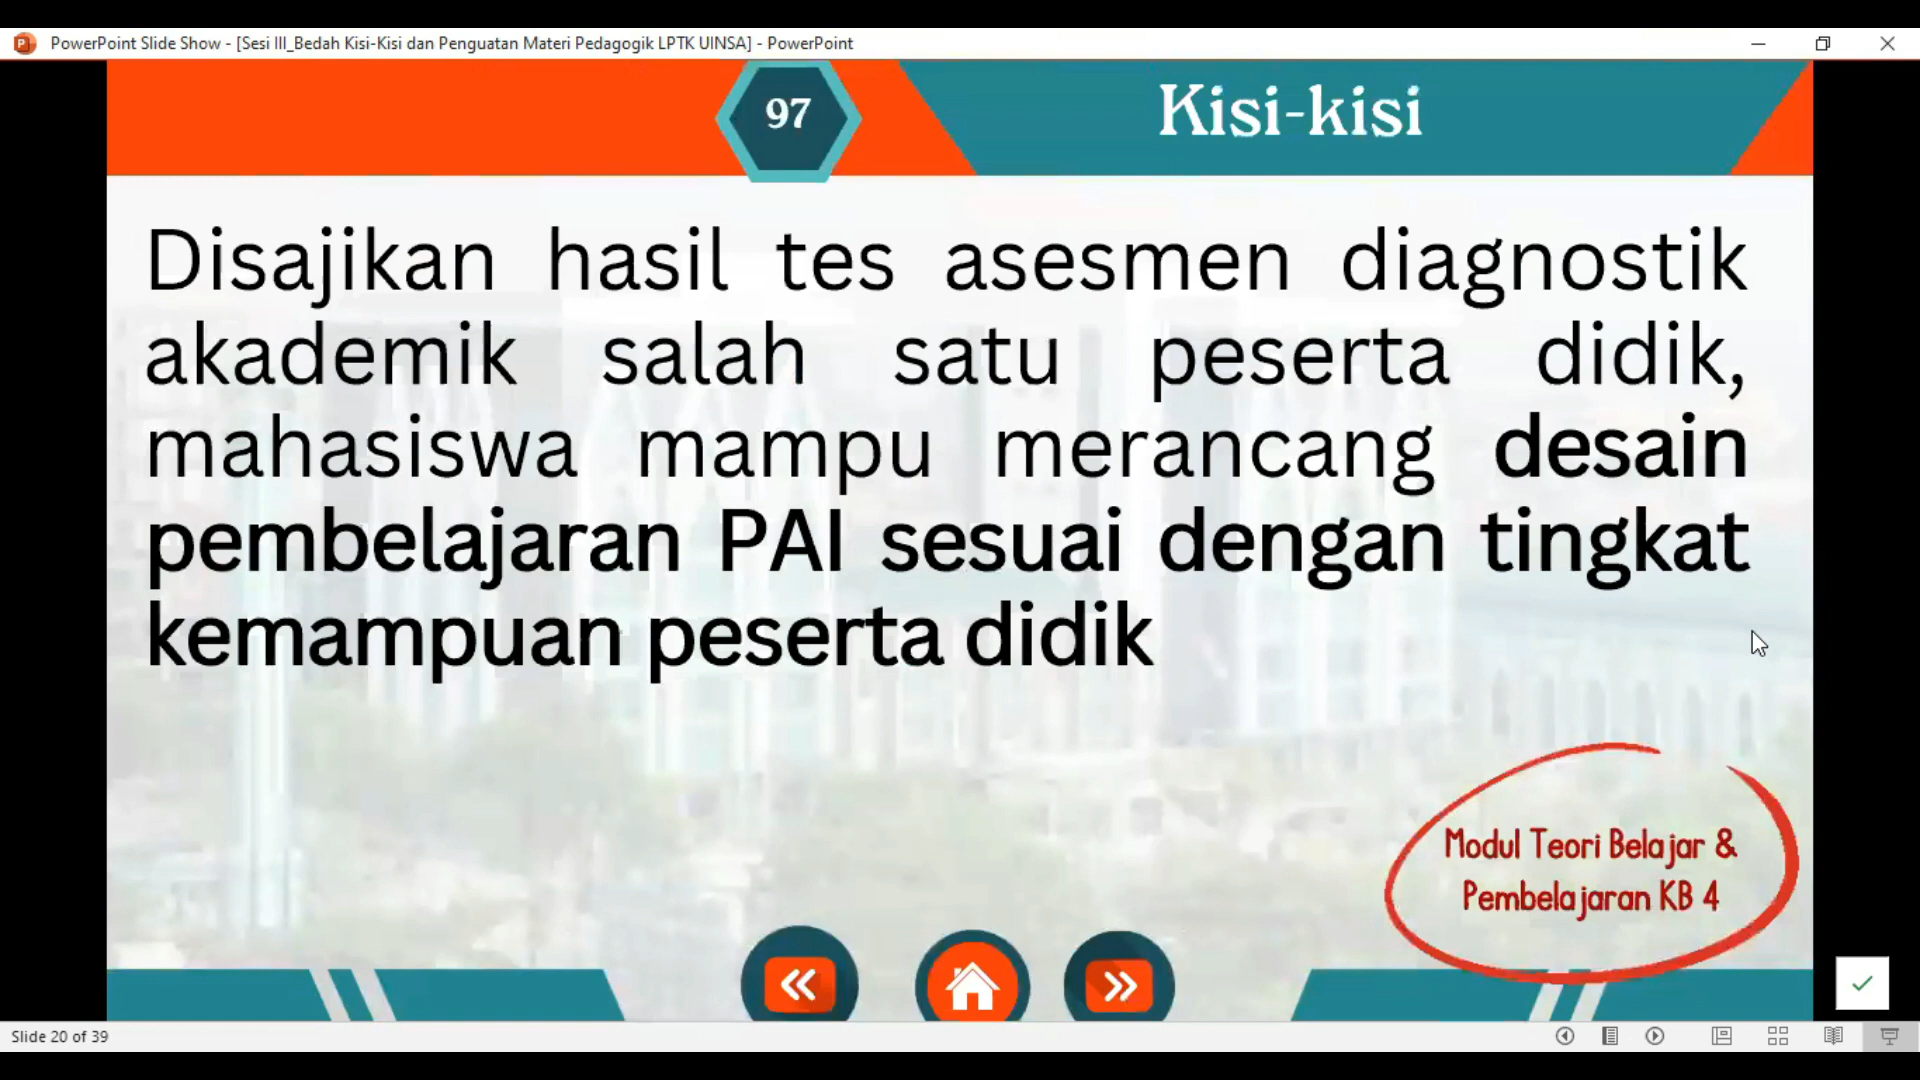 PowerPoint Slide Show - [Sesi III_Bedah Kisi-Kisi dan Penguatan Materi Pedagogik LPTK UINSA] - PowerPoint
97
Kisi-kisi
Disajikan hasil tes asesmen diagnostik
akademik salah satu peserta didik,
mahasiswa mampu merancang desain
pembelajaran PAI sesuai dengan tingkat
kemampuan peserta didik
Modul Teori Belajar &
Pembelajaran KB 4
Slide 20 of 39